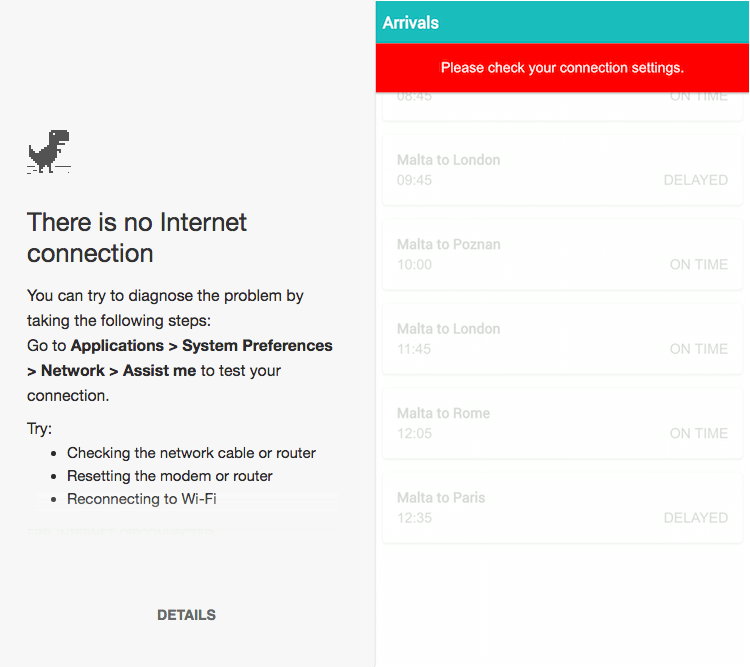 There is no Internet
connection
You can try to diagnose the problem by
taking the following steps:
Go to Applications > System Preferences
> Network > Assist me to test your
connection.
Try:
• Checking the network cable or router
• Resetting the modem or router
• Reconnecting to Wi-Fi
DETAILS
Arrivals
Please check your connection settings.
08:45 ON TIME
Malta to London
09:45 DELAYED
Malta to Poznan
10:00 ON TIME
Malta to London
11:45 ON TIME
Malta to Rome
12:05 ON TIME
Malta to Paris
12:35 DELAYED